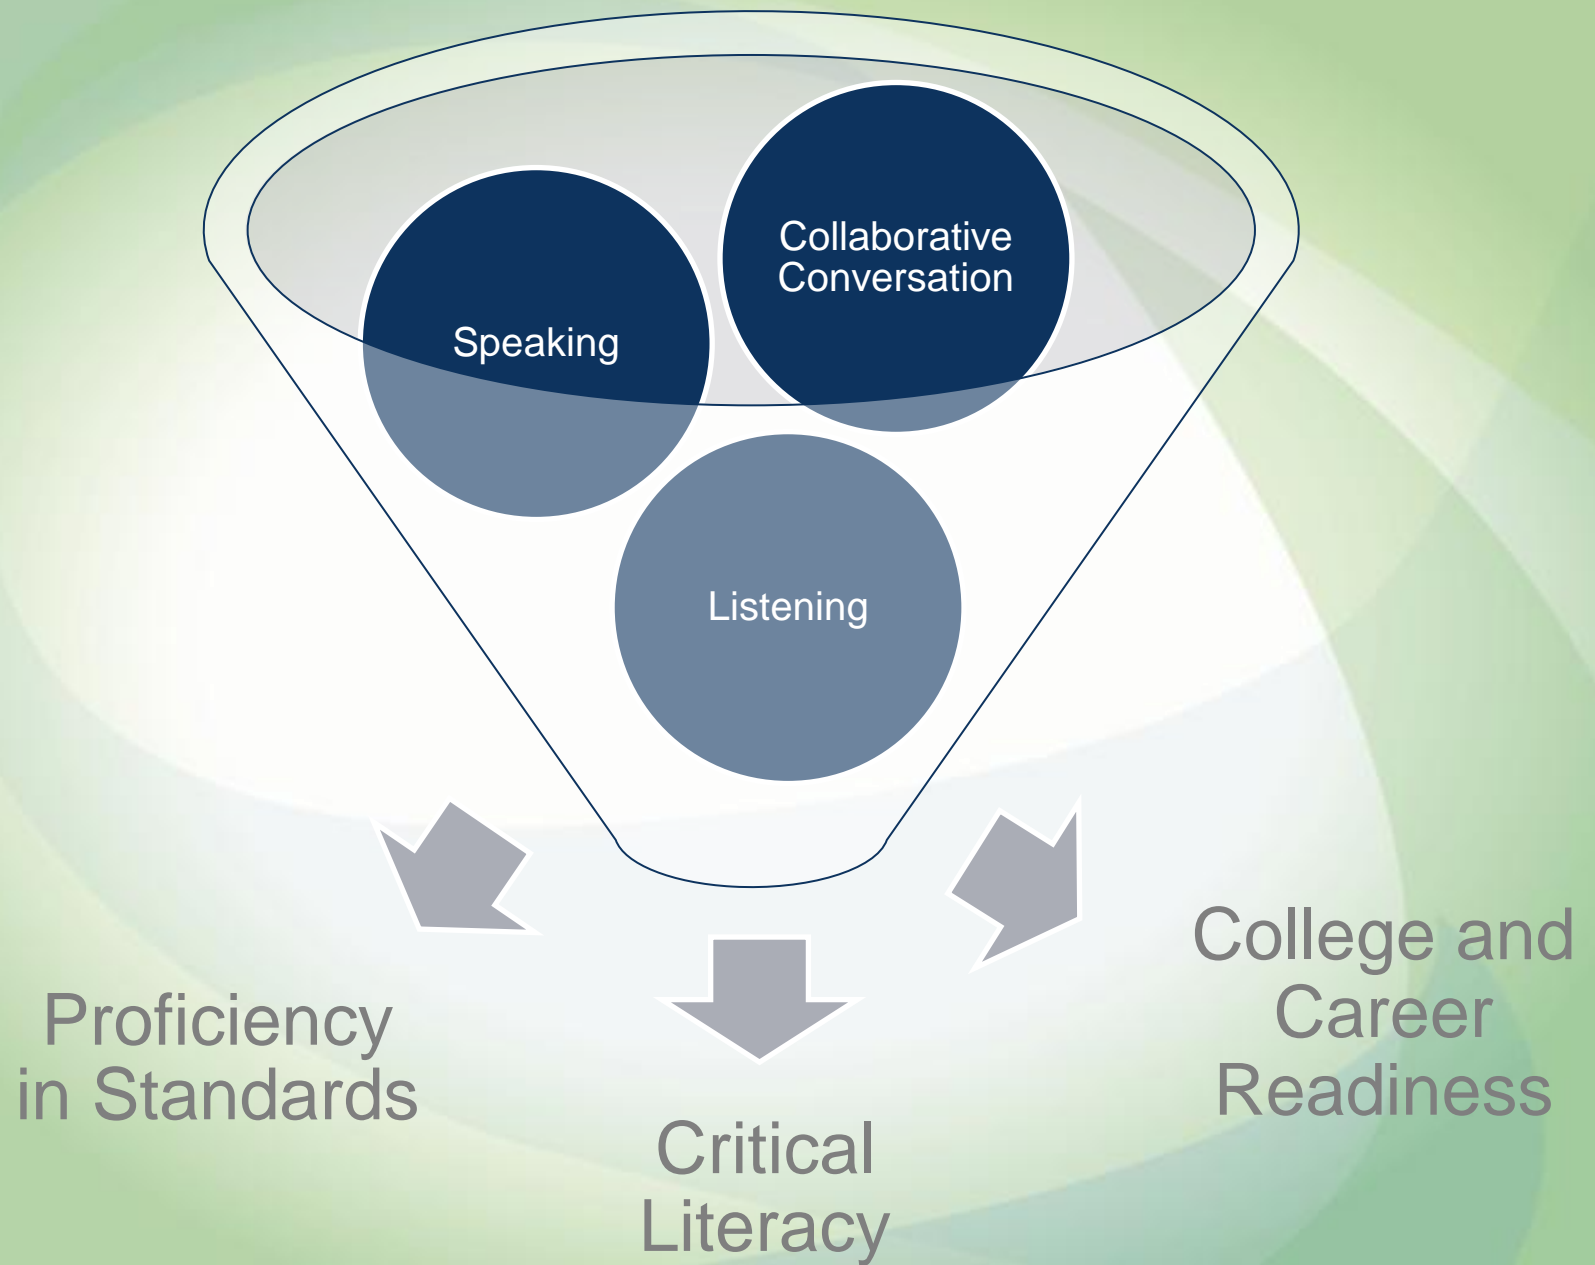 Collaborative
Conversation
Speaking
Listening
Proficiency
in Standards
Critical
Literacy
College and
Career
Readiness